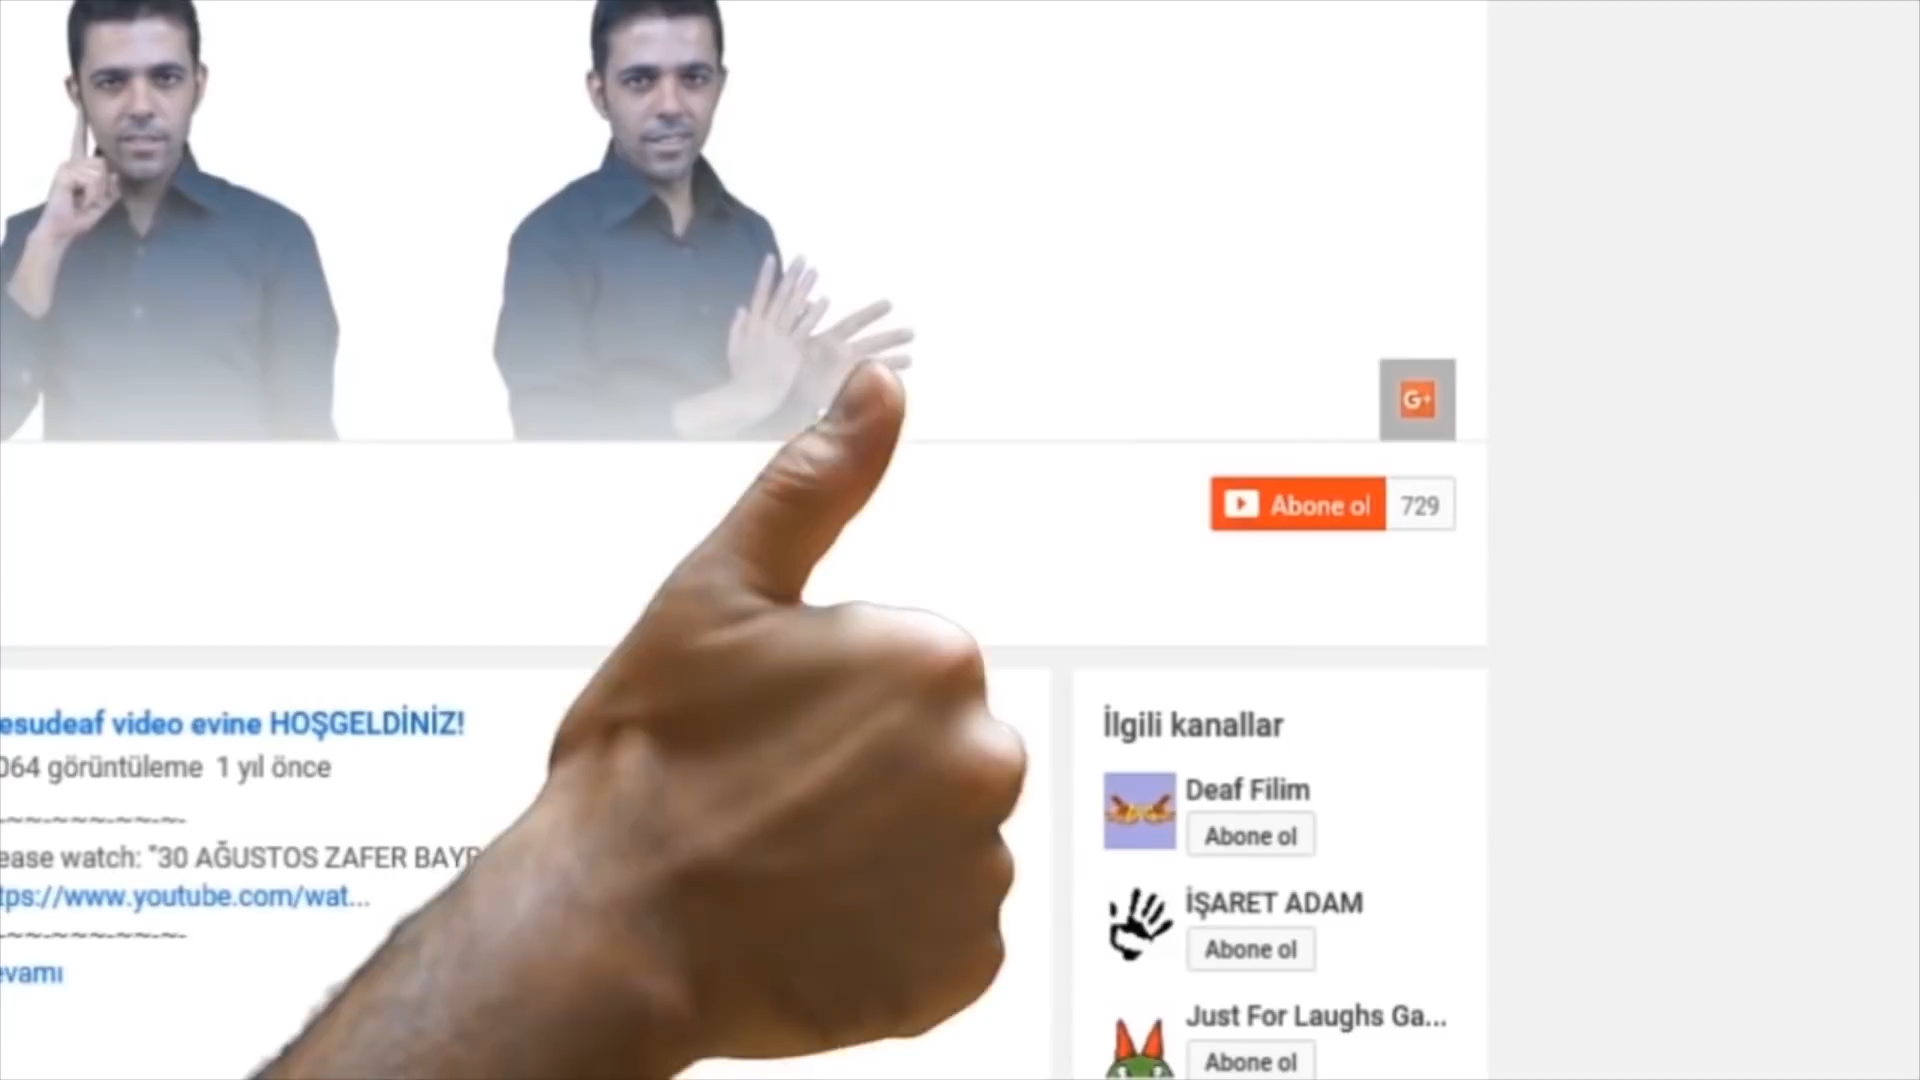 G+
Abone ol 729
esudeaf video evine HOŞGELDİNİZ!
064 görüntüleme 1 yıl önce
-~~-~~~-~~-~-
ease watch: "30 AĞUSTOS ZAFER BAYR
tps://www.youtube.com/wat...
-~~-~~~-~~-~-
evamı
İlgili kanallar
Deaf Filim
Abone ol
İŞARET ADAM
Abone ol
Just For Laughs Ga...
Abone ol